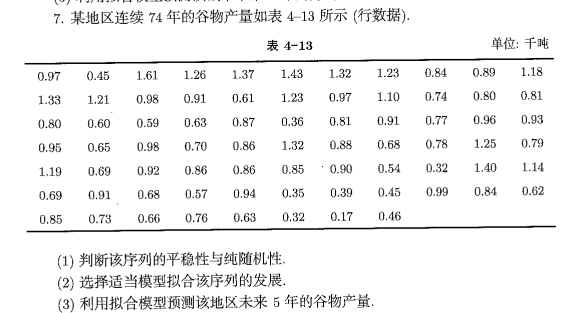 7. 某地区连续 74 年的谷物产量如表 4–13 所示 (行数据).
表 4–13
单位: 千吨
0.97 0.45 1.61 1.26 1.37 1.43 1.32 1.23 0.84 0.89 1.18
1.33 1.21 0.98 0.91 0.61 1.23 0.97 1.10 0.74 0.80 0.81
0.80 0.60 0.59 0.63 0.87 0.36 0.81 0.91 0.77 0.96 0.93
0.95 0.65 0.98 0.70 0.86 1.32 0.88 0.68 0.78 1.25 0.79
1.19 0.69 0.92 0.86 0.86 0.85 0.90 0.54 0.32 1.40 1.14
0.69 0.91 0.68 0.57 0.94 0.35 0.39 0.45 0.99 0.84 0.62
0.85 0.73 0.66 0.76 0.63 0.32 0.17 0.46
(1) 判断该序列的平稳性与纯随机性.
(2) 选择适当模型拟合该序列的发展.
(3) 利用拟合模型预测该地区未来 5 年的谷物产量.